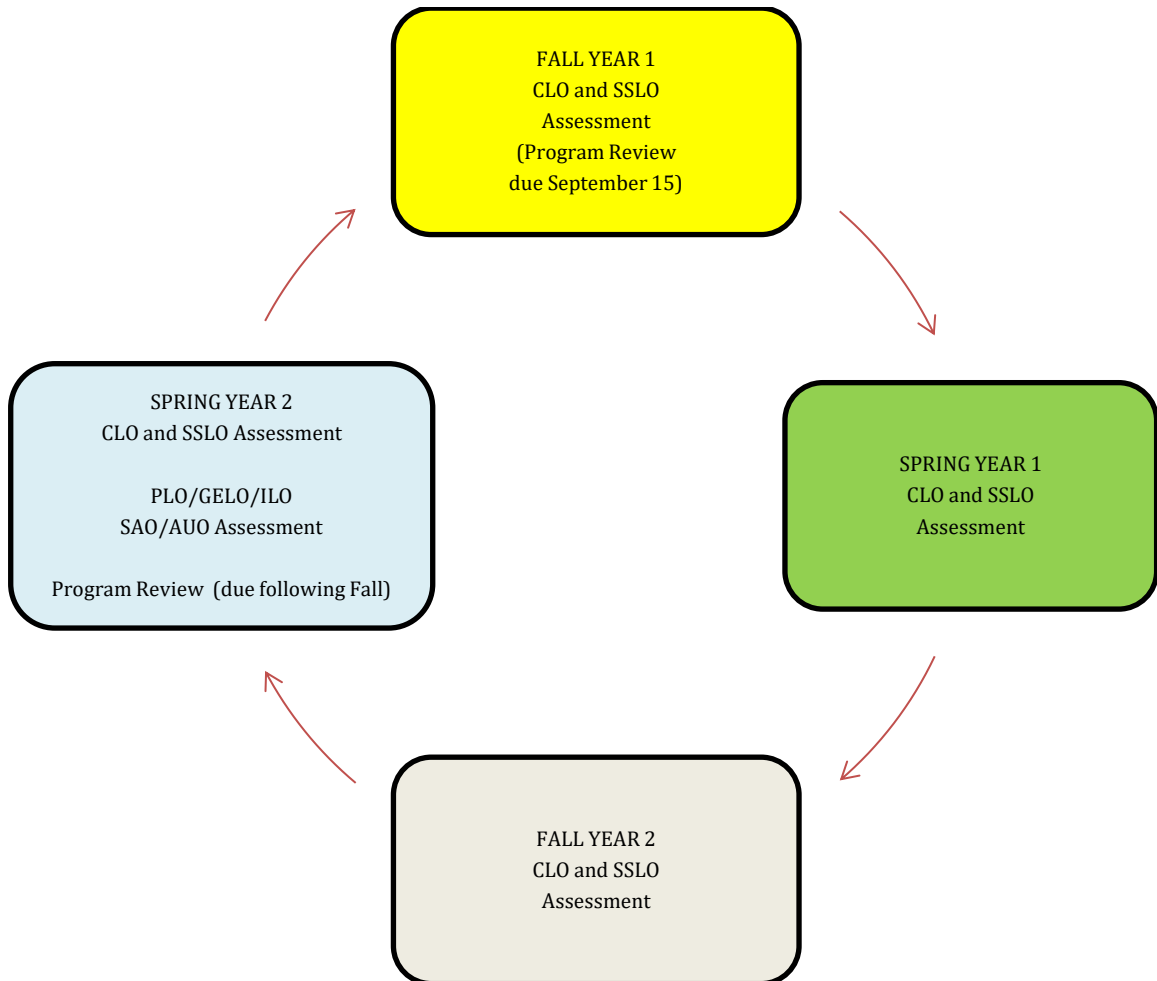 FALL YEAR 1
CLO and SSLO
Assessment
(Program Review
due September 15)
SPRING YEAR 2
CLO and SSLO Assessment
PLO/GELO/ILO
SAO/AUO Assessment
Program Review  (due following Fall)
SPRING YEAR 1
CLO and SSLO
Assessment
FALL YEAR 2
CLO and SSLO
Assessment